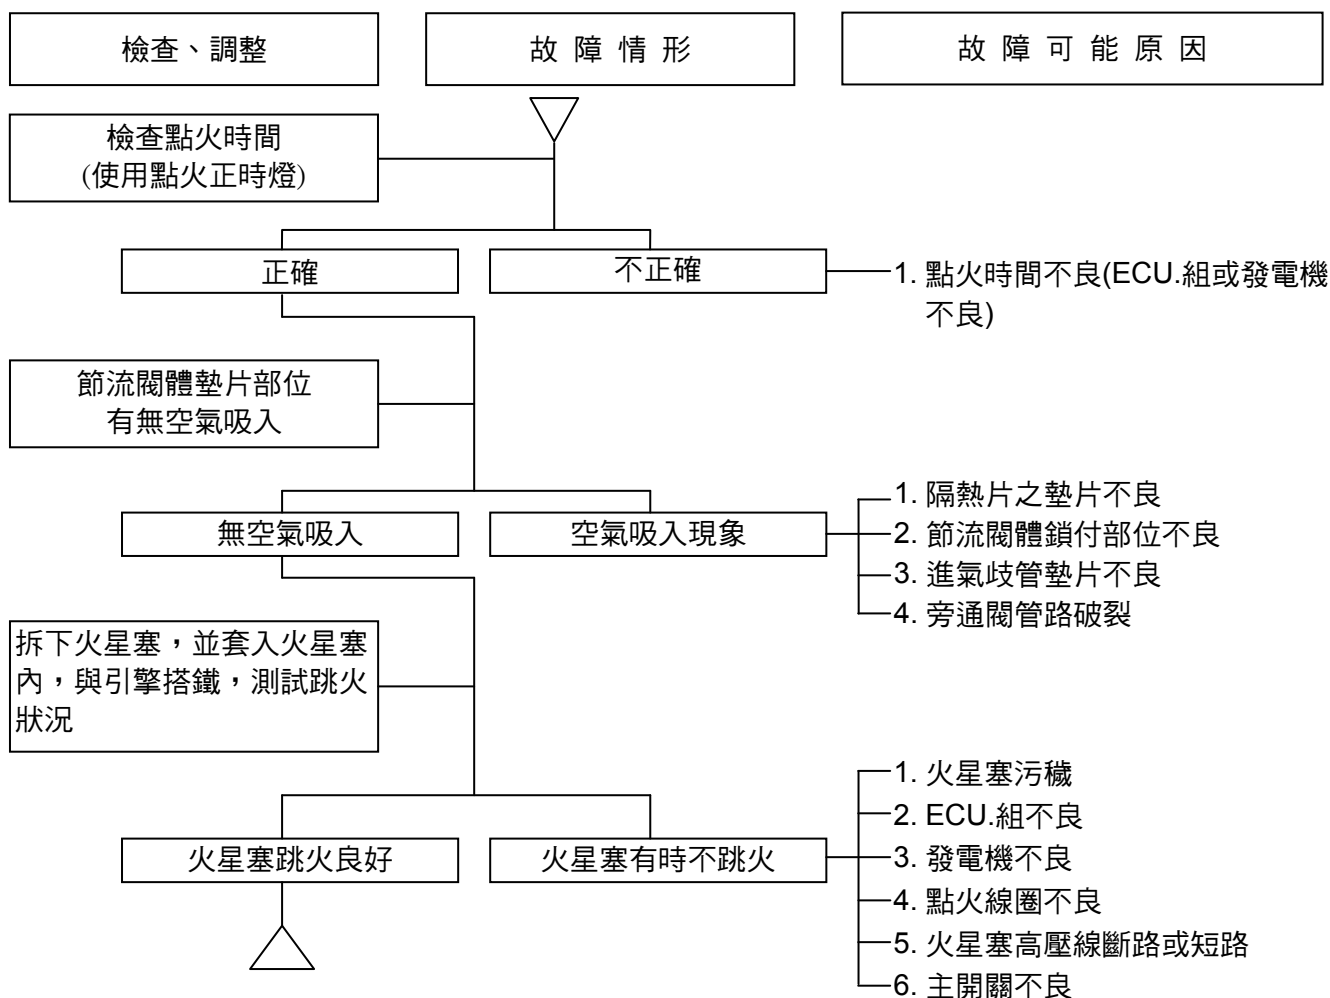 檢查、調整
故障情形
故障可能原因
檢查點火時間
(使用點火正時燈)
正確
不正確
1. 點火時間不良(ECU.組或發電機
不良)
節流閥體墊片部位
有無空氣吸入
無空氣吸入
空氣吸入現象
1. 隔熱片之墊片不良
2. 節流閥體鎖付部位不良
3. 進氣歧管墊片不良
4. 旁通閥管路破裂
拆下火星塞，並套入火星塞
內，與引擎搭鐵，測試跳火
狀況
火星塞跳火良好
火星塞有時不跳火
1. 火星塞污穢
2. ECU.組不良
3. 發電機不良
4. 點火線圈不良
5. 火星塞高壓線斷路或短路
6. 主開關不良